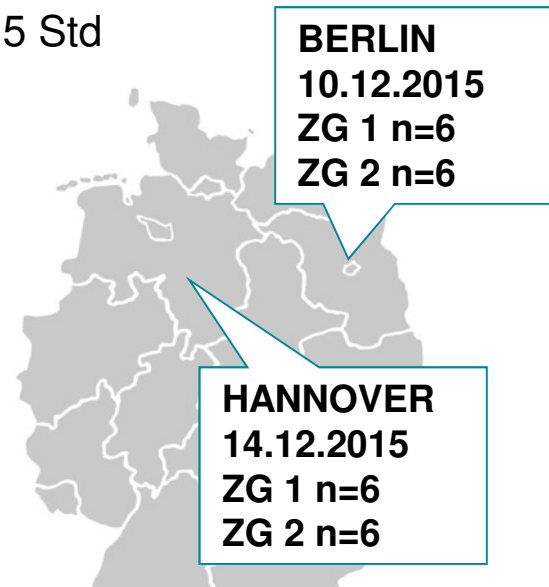 5 Std
BERLIN
10.12.2015
ZG 1 n=6
ZG 2 n=6
HANNOVER
14.12.2015
ZG 1 n=6
ZG 2 n=6